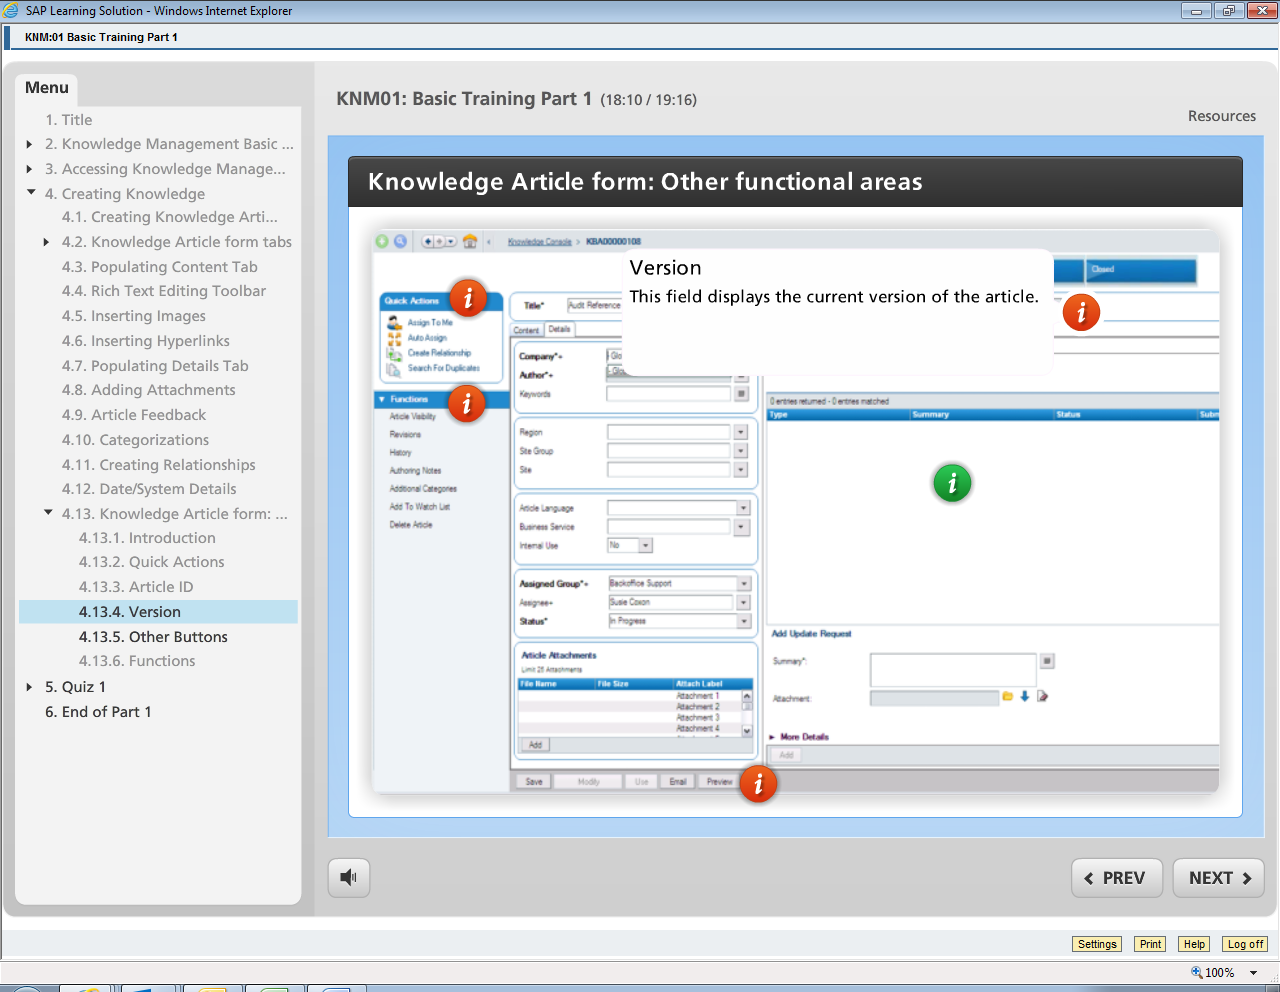 SAP Learning Solution - Windows Internet Explorer
KNM:01 Basic Training Part 1
Menu
1. Title
2. Knowledge Management Basic ...
3. Accessing Knowledge Manage...
4. Creating Knowledge
4.1. Creating Knowledge Arti...
4.2. Knowledge Article form tabs
4.3. Populating Content Tab
4.4. Rich Text Editing Toolbar
4.5. Inserting Images
4.6. Inserting Hyperlinks
4.7. Populating Details Tab
4.8. Adding Attachments
4.9. Article Feedback
4.10. Categorizations
4.11. Creating Relationships
4.12. Date/System Details
4.13. Knowledge Article form: ...
4.13.1. Introduction
4.13.2. Quick Actions
4.13.3. Article ID
4.13.4. Version
4.13.5. Other Buttons
4.13.6. Functions
5. Quiz 1
6. End of Part 1
KNM01: Basic Training Part 1 (18:10 / 19:16)
Resources
Knowledge Article form: Other functional areas
Knowledge Console > KBA00000108
Closed
Version
This field displays the current version of the article.
Quick Actions
Assign To Me
Auto Assign
Create Relationship
Search For Duplicates
Functions
Article Visibility
Revisions
History
Authoring Notes
Additional Categories
Add To Watch List
Delete Article
Title* Audit Reference
Content Details
Company*+
Author*+
Keywords
Region
Site Group
Site
Article Language
Business Service
Internal Use No
Assigned Group*+ Backoffice Support
Assignee+ Susie Coxon
Status* In Progress
Article Attachments
Limit 25 Attachments
File Name File Size Attach Label
Attachment 1
Attachment 2
Attachment 3
Attachment 4
Add
Save Modify Use Email Preview
0 entries returned - 0 entries matched
Type Summary Status Subm
Add Update Request
Summary*:
Attachment:
More Details
Add
PREV NEXT
Settings Print Help Log off
100%